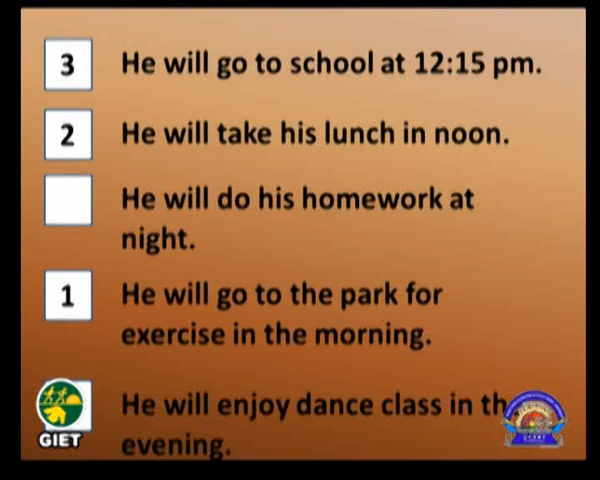 3 He will go to school at 12:15 pm.
2 He will take his lunch in noon.
He will do his homework at
night.
1 He will go to the park for
exercise in the morning.
He will enjoy dance class in th
evening.
GIET